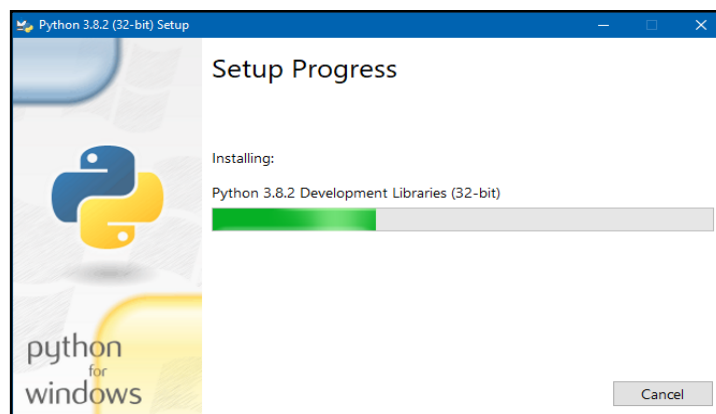 Python 3.8.2 (32-bit) Setup
Setup Progress
Installing:
Python 3.8.2 Development Libraries (32-bit)
python
for
windows
Cancel